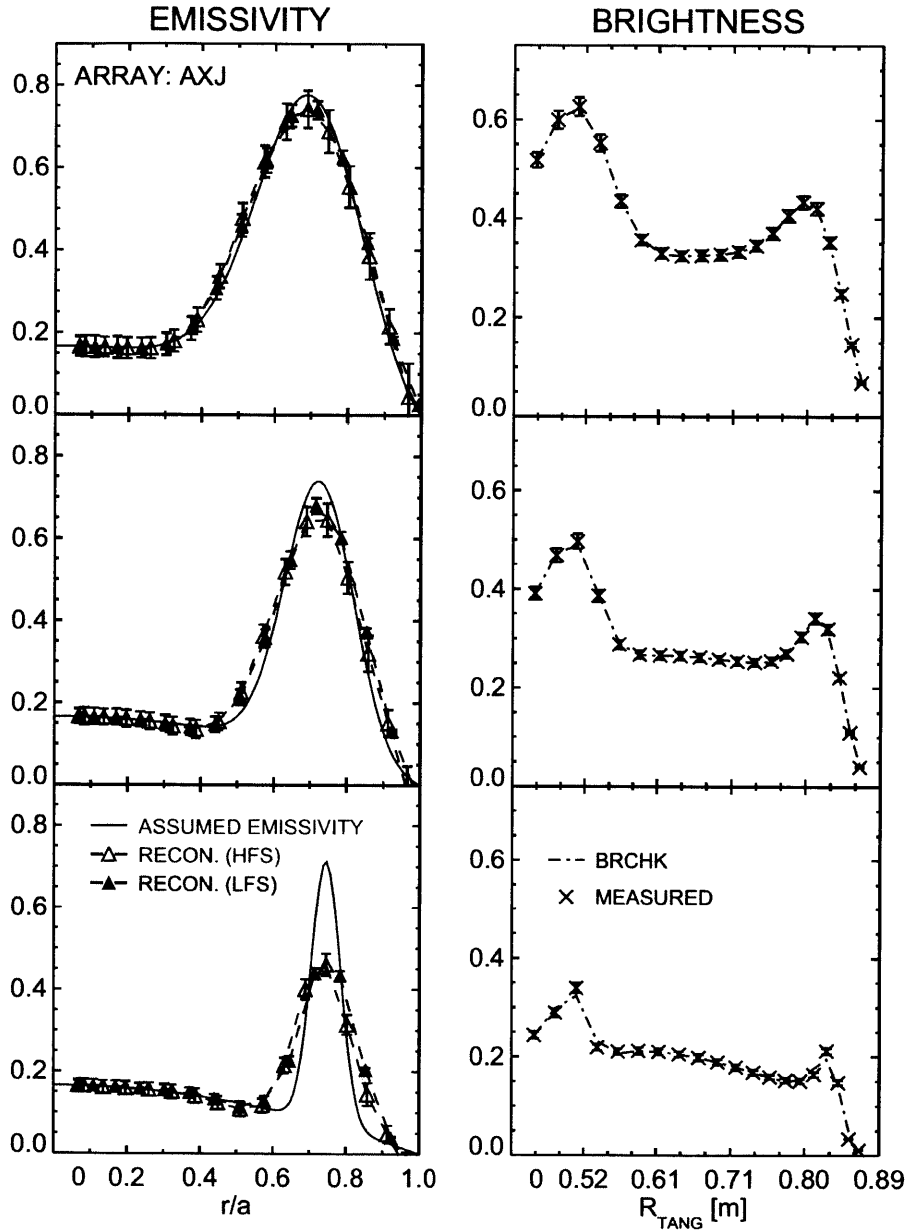 EMISSIVITY
BRIGHTNESS
ARRAY: AXJ
0.8
0.6
0.4
0.2
0.0
0.6
0.4
0.2
0.0
0.8
0.6
0.4
0.2
0.0
0.6
0.4
0.2
0.0
0.8
0.6
0.4
0.2
0.0
ASSUMED EMISSIVITY
RECON. (HFS)
RECON. (LFS)
0.6
0.4
0.2
0.0
BRCHK
MEASURED
0 0.2 0.4 0.6 0.8 1.0
r/a
0 0.52 0.61 0.71 0.80 0.89
R_TANG [m]